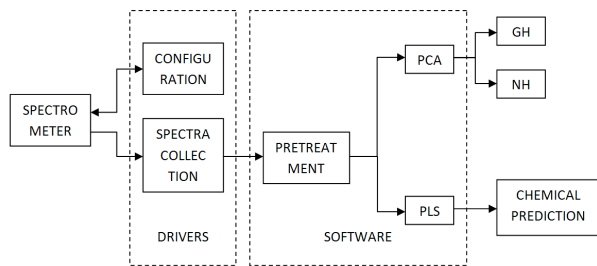 SPECTRO
METER
CONFIGU
RATION
SPECTRA
COLLEC
TION
DRIVERS
PRETREAT
MENT
PCA
PLS
SOFTWARE
GH
NH
CHEMICAL
PREDICTION